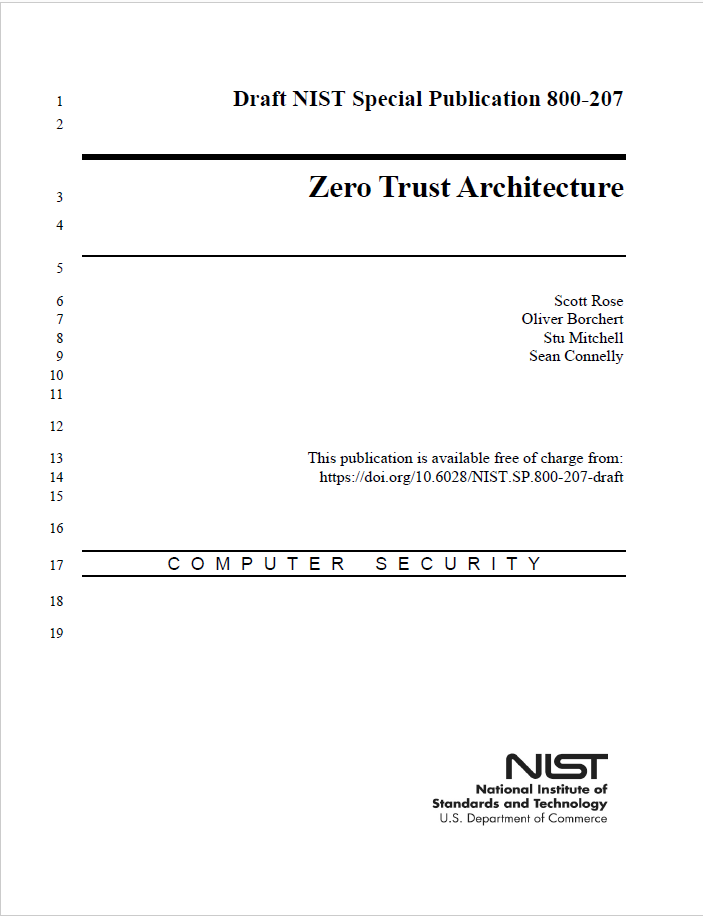 1 Draft NIST Special Publication 800-207
2
3 Zero Trust Architecture
4
5
6 Scott Rose
7 Oliver Borchert
8 Stu Mitchell
9 Sean Connelly
10
11
12
13 This publication is available free of charge from:
14 https://doi.org/10.6028/NIST.SP.800-207-draft
15
16
17 COMPUTER SECURITY
18
19
NIST
National Institute of
Standards and Technology
U.S. Department of Commerce